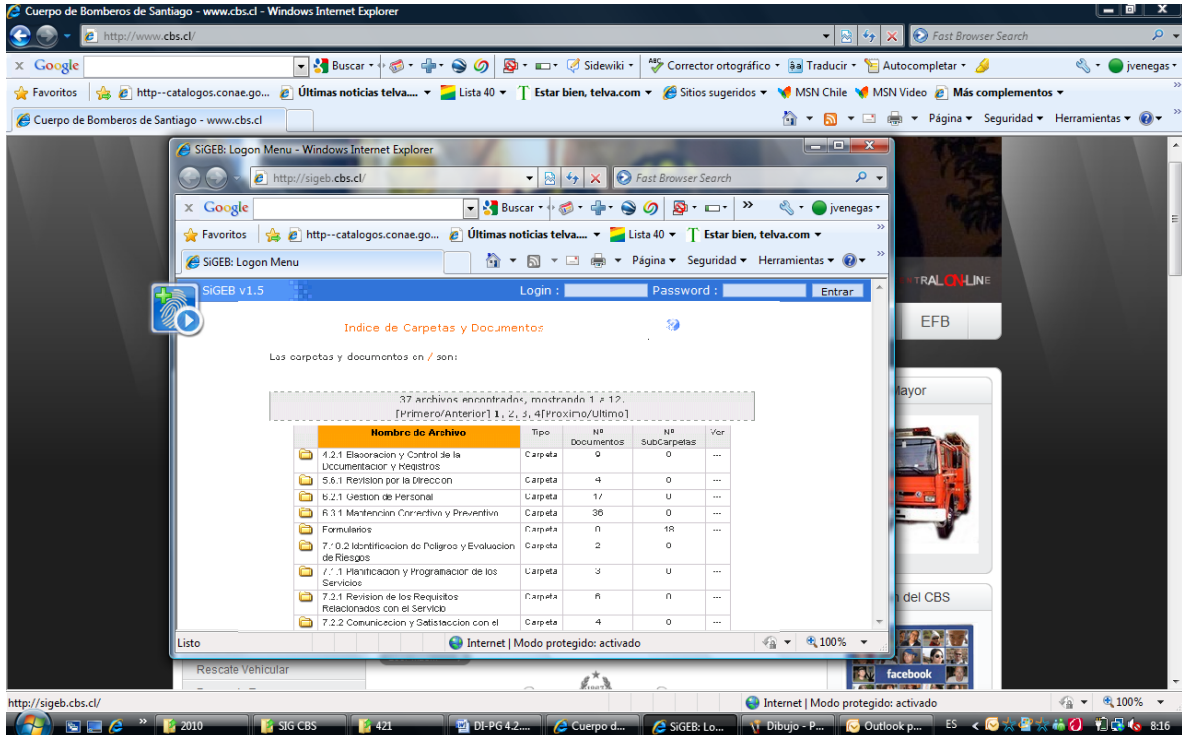 Cuerpo de Bomberos de Santiago - www.cbs.cl - Windows Internet Explorer
http://www.cbs.cl/
Fast Browser Search
x Google Buscar Sidewiki Corrector ortográfico Traducir Autocompletar jvenegas
Favoritos http--catalogos.conae.go... Últimas noticias telva.... Lista 40 Estar bien, telva.com Sitios sugeridos MSN Chile MSN Video Más complementos
Cuerpo de Bomberos de Santiago - www.cbs.cl Página Seguridad Herramientas
SiGEB: Logon Menu - Windows Internet Explorer
http://sigeb.cbs.cl/ Fast Browser Search
x Google Buscar jvenegas
Favoritos http--catalogos.conae.go... Últimas noticias telva.... Lista 40 Estar bien, telva.com
SiGEB: Logon Menu Página Seguridad Herramientas
SiGEB v1.5 Login : Password : Entrar
Indice de Carpetas y Documentos
Las carpetas y documentos en / son:
37 archivos encontrados, mostrando 1 a 12.
[Primero/Anterior] 1, 2, 3, 4[Proximo/Ultimo]
Nombre de Archivo Tipo Nº Documentos Nº SubCarpetas Ver
4.2.1 Elaboracion y Control de la Documentacion y Registros Carpeta 9 0 ---
5.6.1 Revision por la Direccion Carpeta 4 0 ---
6.2.1 Gestion de Personal Carpeta 17 0 ---
6.3.1 Mantencion Correctivo y Preventivo Carpeta 36 0 ---
Formularios Carpeta 0 18 ---
7.0.2 Identificacion de Peligros y Evaluacion de Riesgos Carpeta 2 0 ---
7.1.1 Planificacion y Programacion de los Servicios Carpeta 3 0 ---
7.2.1 Revision de los Requisitos Relacionados con el Servicio Carpeta 6 0 ---
7.2.2 Comunicacion y Satisfaccion con el Carpeta 4 0 ---
Listo Internet | Modo protegido: activado 100%
TRAL ON-LINE
EFB
Mayor
del CBS
facebook
Rescate Vehicular
http://sigeb.cbs.cl/ Internet | Modo protegido: activado 100%
2010 SIG CBS 421 DI-PG 4.2.... Cuerpo d... SiGEB: Lo... Dibujo - P... Outlook p... ES 8:16